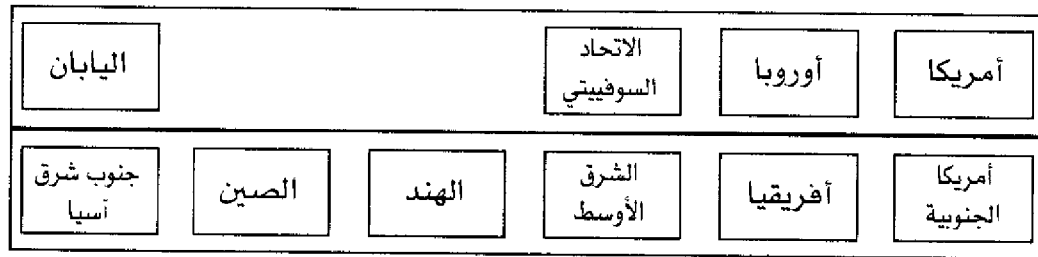 أمريكا
أوروبا
الاتحاد
السوفييتي
اليابان
أمريكا
الجنوبية
أفريقيا
الشرق
الأوسط
الهند
الصين
جنوب شرق
آسيا